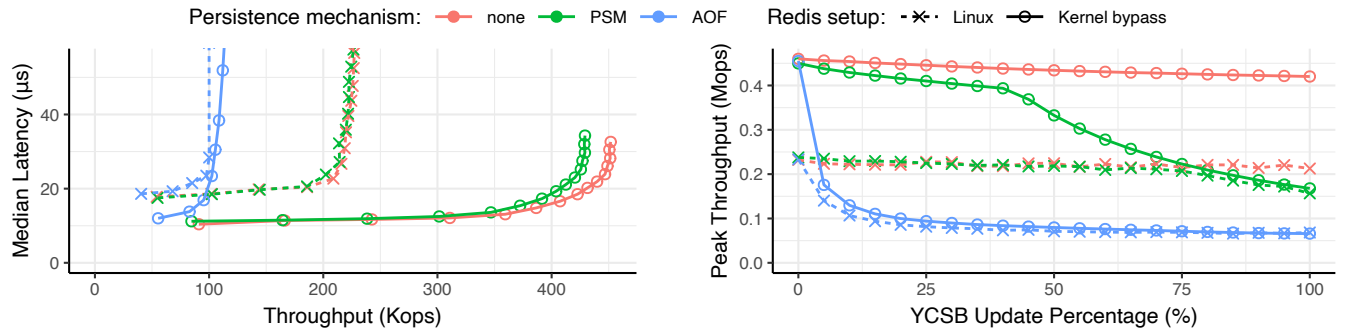 Persistence mechanism: none PSM AOF Redis setup: Linux Kernel bypass
Median Latency (µs)
40
20
0
0 100 200 300 400
Throughput (Kops)
Peak Throughput (Mops)
0.4
0.3
0.2
0.1
0.0
0 25 50 75 100
YCSB Update Percentage (%)